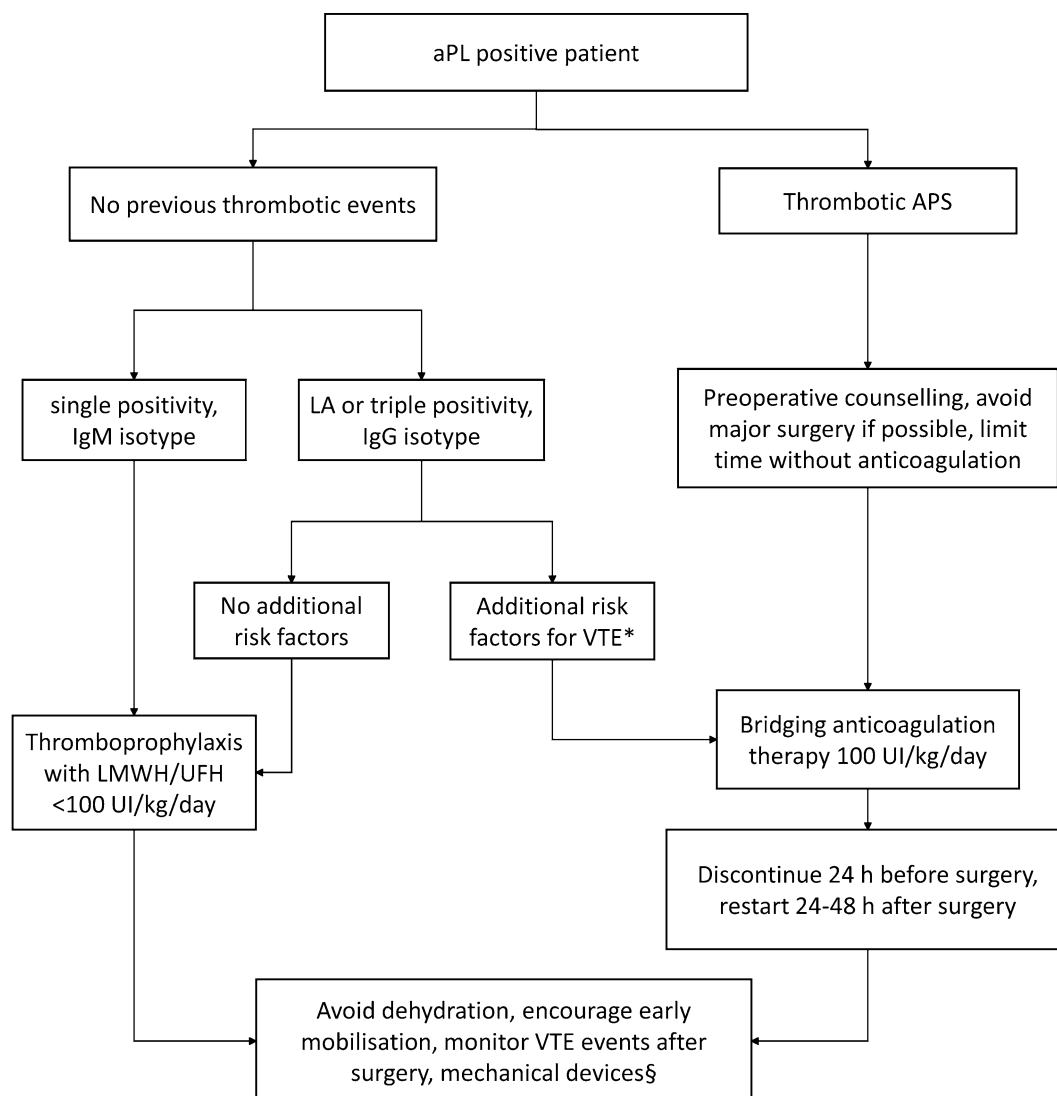 aPL positive patient
No previous thrombotic events
Thrombotic APS
single positivity,
IgM isotype
LA or triple positivity,
IgG isotype
Preoperative counselling, avoid
major surgery if possible, limit
time without anticoagulation
No additional
risk factors
Additional risk
factors for VTE*
Thromboprophylaxis
with LMWH/UFH
<100 UI/kg/day
Bridging anticoagulation
therapy 100 UI/kg/day
Discontinue 24 h before surgery,
restart 24-48 h after surgery
Avoid dehydration, encourage early
mobilisation, monitor VTE events after
surgery, mechanical devices§